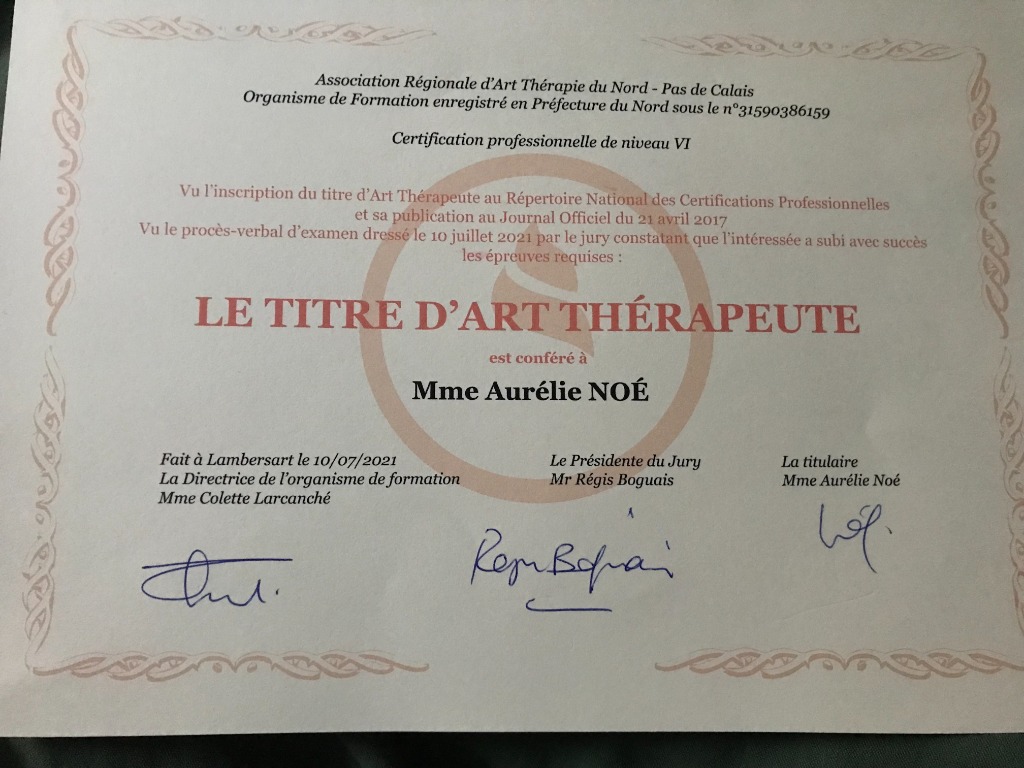 Association Régionale d'Art Thérapie du Nord - Pas de Calais
Organisme de Formation enregistré en Préfecture du Nord sous le n°31590386159
Certification professionnelle de niveau VI
Vu l'inscription du titre d'Art Thérapeute au Répertoire National des Certifications Professionnelles
et sa publication au Journal Officiel du 21 avril 2017
Vu le procès-verbal d'examen dressé le 10 juillet 2021 par le jury constatant que l'intéressée a subi avec succès
les épreuves requises :
LE TITRE D'ART THÉRAPEUTE
est conféré à
Mme Aurélie NOÉ
Fait à Lambersart le 10/07/2021
La Directrice de l'organisme de formation
Mme Colette Larcanché
Le Présidente du Jury
Mr Régis Boguais
La titulaire
Mme Aurélie Noé